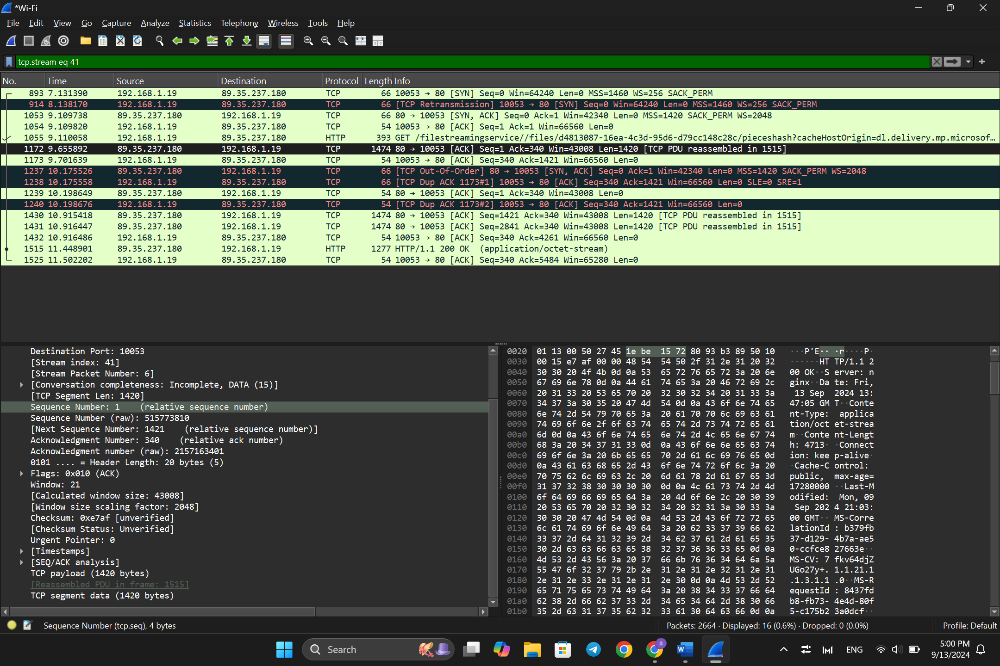 *Wi-Fi
File Edit View Go Capture Analyze Statistics Telephony Wireless Tools Help
tcp.stream eq 41
No. Time Source Destination Protocol Length Info
893 7.131390 192.168.1.19 89.35.237.180 TCP 66 10053 → 80 [SYN] Seq=0 Win=64240 Len=0 MSS=1460 WS=256 SACK_PERM
914 8.138170 192.168.1.19 89.35.237.180 TCP 66 [TCP Retransmission] 10053 → 80 [SYN] Seq=0 Win=64240 Len=0 MSS=1460 WS=256 SACK_PERM
1053 9.109738 89.35.237.180 192.168.1.19 TCP 66 80 → 10053 [SYN, ACK] Seq=0 Ack=1 Win=42340 Len=0 MSS=1420 SACK_PERM WS=2048
1054 9.109820 192.168.1.19 89.35.237.180 TCP 54 10053 → 80 [ACK] Seq=1 Ack=1 Win=66560 Len=0
1055 9.110058 192.168.1.19 89.35.237.180 HTTP 393 GET /filestreamingservice//files/d4813087-16ea-4c3d-95d6-d79cc148c28c/pieceshash?cacheHostOrigin=dl.delivery.mp.microsof…
1172 9.655892 89.35.237.180 192.168.1.19 TCP 1474 80 → 10053 [ACK] Seq=1 Ack=340 Win=43008 Len=1420 [TCP PDU reassembled in 1515]
1173 9.701639 192.168.1.19 89.35.237.180 TCP 54 10053 → 80 [ACK] Seq=340 Ack=1421 Win=66560 Len=0
1237 10.175526 89.35.237.180 192.168.1.19 TCP 66 [TCP Out-Of-Order] 80 → 10053 [SYN, ACK] Seq=0 Ack=1 Win=42340 Len=0 MSS=1420 SACK_PERM WS=2048
1238 10.175558 192.168.1.19 89.35.237.180 TCP 66 [TCP Dup ACK 1173#1] 10053 → 80 [ACK] Seq=340 Ack=1421 Win=66560 Len=0 SLE=0 SRE=1
1239 10.198649 89.35.237.180 192.168.1.19 TCP 54 80 → 10053 [ACK] Seq=1 Ack=340 Win=43008 Len=0
1240 10.198676 192.168.1.19 89.35.237.180 TCP 54 [TCP Dup ACK 1173#2] 10053 → 80 [ACK] Seq=340 Ack=1421 Win=66560 Len=0
1430 10.915418 89.35.237.180 192.168.1.19 TCP 1474 80 → 10053 [ACK] Seq=1421 Ack=340 Win=43008 Len=1420 [TCP PDU reassembled in 1515]
1431 10.916447 89.35.237.180 192.168.1.19 TCP 1474 80 → 10053 [ACK] Seq=2841 Ack=340 Win=43008 Len=1420 [TCP PDU reassembled in 1515]
1432 10.916486 192.168.1.19 89.35.237.180 TCP 54 10053 → 80 [ACK] Seq=340 Ack=4261 Win=66560 Len=0
1515 11.448901 89.35.237.180 192.168.1.19 HTTP 1277 HTTP/1.1 200 OK (application/octet-stream)
1525 11.502202 192.168.1.19 89.35.237.180 TCP 54 10053 → 80 [ACK] Seq=340 Ack=5484 Win=65280 Len=0
Destination Port: 10053
[Stream index: 41]
[Stream Packet Number: 6]
[Conversation completeness: Incomplete, DATA (15)]
[TCP Segment Len: 1420]
Sequence Number: 1 (relative sequence number)
Sequence Number (raw): 515773810
[Next Sequence Number: 1421 (relative sequence number)]
Acknowledgment Number: 340 (relative ack number)
Acknowledgment number (raw): 2157163401
0101 .... = Header Length: 20 bytes (5)
Flags: 0x010 (ACK)
Window: 21
[Calculated window size: 43008]
[Window size scaling factor: 2048]
Checksum: 0xe7af [unverified]
[Checksum Status: Unverified]
Urgent Pointer: 0
[Timestamps]
[SEQ/ACK analysis]
TCP payload (1420 bytes)
[Reassembled PDU in frame: 1515]
TCP segment data (1420 bytes)
0020 01 13 00 50 27 45 1e be 15 72 80 93 b3 89 50 10 ···P'E·· ·r····P·
0030 00 15 e7 af 00 00 48 54 54 50 2f 31 2e 31 20 32 ······HT TP/1.1 2
0040 30 30 20 4f 4b 0d 0a 53 65 72 76 65 72 3a 20 6e 00 OK··S erver: n
0050 67 69 6e 78 0d 0a 44 61 74 65 3a 20 46 72 69 2c ginx··Da te: Fri,
0060 20 31 33 20 53 65 70 20 32 30 32 34 20 31 33 3a 13 Sep 2024 13:
0070 34 37 3a 30 35 20 47 4d 54 0d 0a 43 6f 6e 74 65 47:05 GM T··Conte
0080 6e 74 2d 54 79 70 65 3a 20 61 70 70 6c 69 63 61 nt-Type: applica
0090 74 69 6f 6e 2f 6f 63 74 65 74 2d 73 74 72 65 61 tion/oct et-strea
00a0 6d 0d 0a 43 6f 6e 74 65 6e 74 2d 4c 65 6e 67 74 m··Conte nt-Lengt
00b0 68 3a 20 34 37 31 33 0d 0a 43 6f 6e 6e 65 63 74 h: 4713· ·Connect
00c0 69 6f 6e 3a 20 6b 65 65 70 2d 61 6c 69 76 65 0d ion: kee p-alive·
00d0 0a 43 61 63 68 65 2d 43 6f 6e 74 72 6f 6c 3a 20 ·Cache-C ontrol:
00e0 70 75 62 6c 69 63 2c 20 6d 61 78 2d 61 67 65 3d public, max-age=
00f0 31 37 32 38 30 30 30 30 0d 0a 4c 61 73 74 2d 4d 17280000 ··Last-M
0100 6f 64 69 66 69 65 64 3a 20 4d 6f 6e 2c 20 30 39 odified: Mon, 09
0110 20 53 65 70 20 32 30 32 34 20 32 31 3a 30 33 3a Sep 202 4 21:03:
0120 30 30 20 47 4d 54 0d 0a 4d 53 2d 43 6f 72 72 65 00 GMT·· MS-Corre
0130 6c 61 74 69 6f 6e 49 64 3a 20 62 33 37 39 66 62 lationId : b379fb
0140 33 37 2d 64 31 32 39 2d 34 62 37 61 2d 61 65 35 37-d129- 4b7a-ae5
0150 30 2d 63 63 66 63 65 38 32 37 36 36 33 65 0d 0a 0-ccfce8 27663e··
0160 4d 53 2d 43 56 3a 20 37 66 6b 76 36 34 64 6a 5a MS-CV: 7 fkv64djZ
0170 55 47 6f 32 37 79 2b 2e 31 2e 31 2e 32 31 2e 31 UGo27y+. 1.1.21.1
0180 2e 31 2e 33 2e 31 2e 31 2e 30 0d 0a 4d 53 2d 52 .1.3.1.1 .0··MS-R
0190 65 71 75 65 73 74 49 64 3a 20 38 34 33 37 66 64 equestId : 8437fd
01a0 62 38 2d 66 62 37 33 2d 34 65 34 64 2d 38 30 66 b8-fb73- 4e4d-80f
01b0 35 2d 63 31 37 35 62 32 33 61 30 64 63 66 0d 0a 5-c175b2 3a0dcf··
Sequence Number (tcp.seq), 4 bytes Packets: 2664 · Displayed: 16 (0.6%) · Dropped: 0 (0.0%) Profile: Default
Search ENG 5:00 PM
9/13/2024